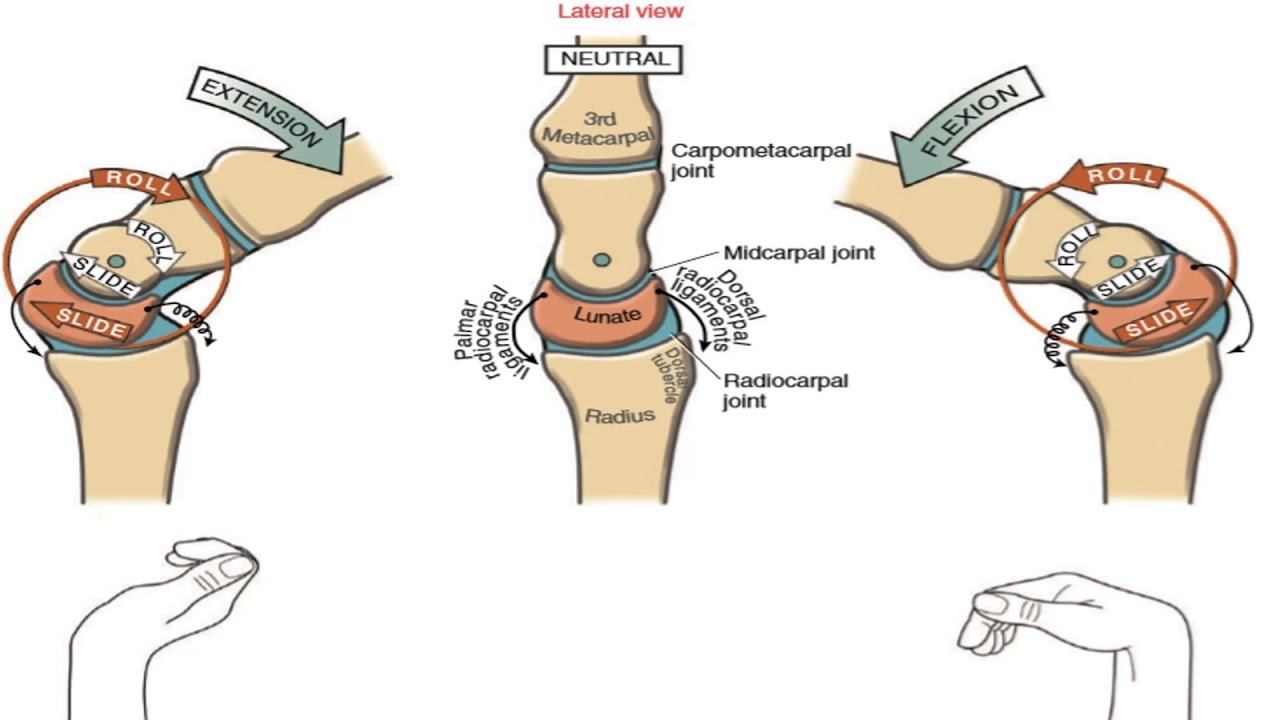 Lateral view
NEUTRAL
EXTENSION
ROLL
ROLL
SLIDE
SLIDE
3rd
Metacarpal
Carpometacarpal
joint
Midcarpal joint
Lunate
Palmar
radiocarpal
ligaments
Dorsal
radiocarpal
ligaments
Dorsal
tubercle
Radiocarpal
joint
Radius
FLEXION
ROLL
ROLL
SLIDE
SLIDE